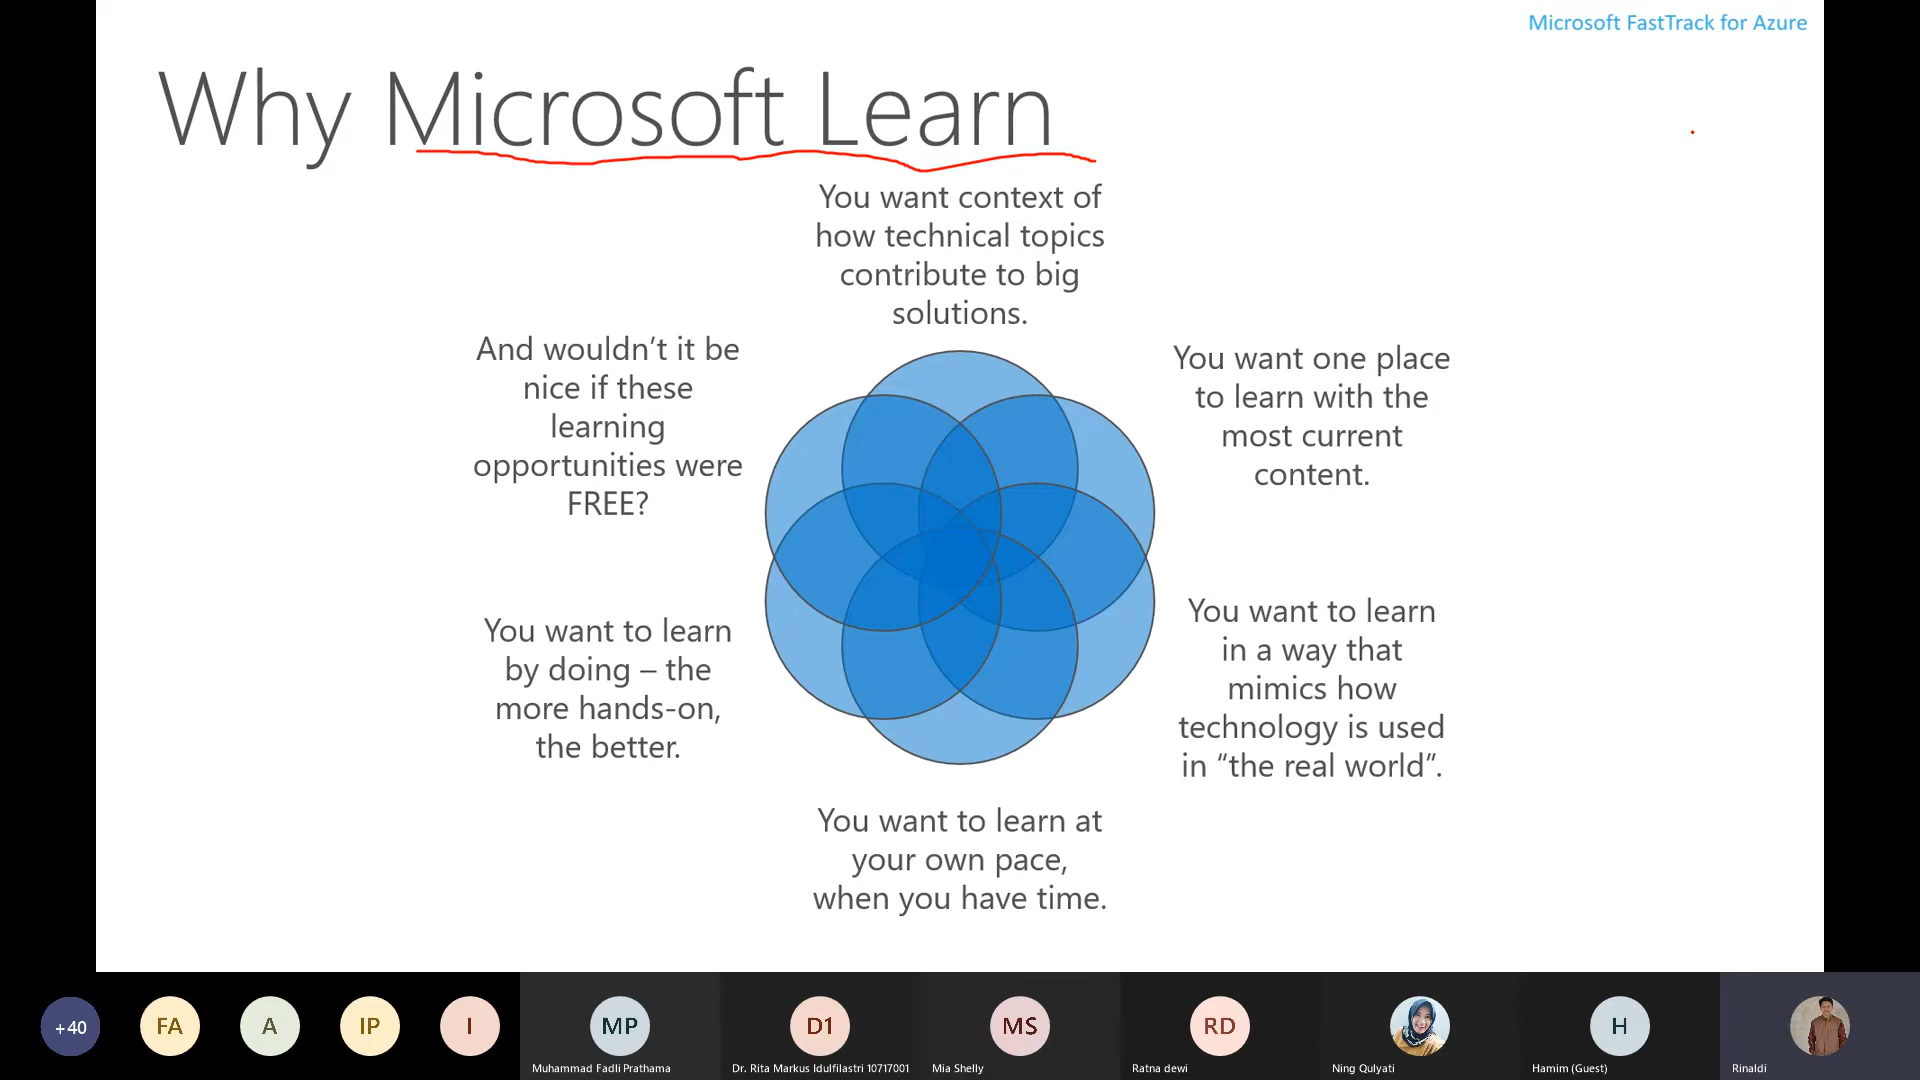 Microsoft FastTrack for Azure
Why Microsoft Learn
You want context of
how technical topics
contribute to big
solutions.
You want one place
to learn with the
most current
content.
You want to learn
in a way that
mimics how
technology is used
in “the real world”.
You want to learn at
your own pace,
when you have time.
You want to learn
by doing – the
more hands-on,
the better.
And wouldn’t it be
nice if these
learning
opportunities were
FREE?
+40
FA
A
IP
I
MP
Muhammad Fadli Prathama
D1
Dr. Rita Markus Idulfilastri 10717001
MS
Mia Shelly
RD
Ratna dewi
Ning Qulyati
H
Hamim (Guest)
Rinaldi